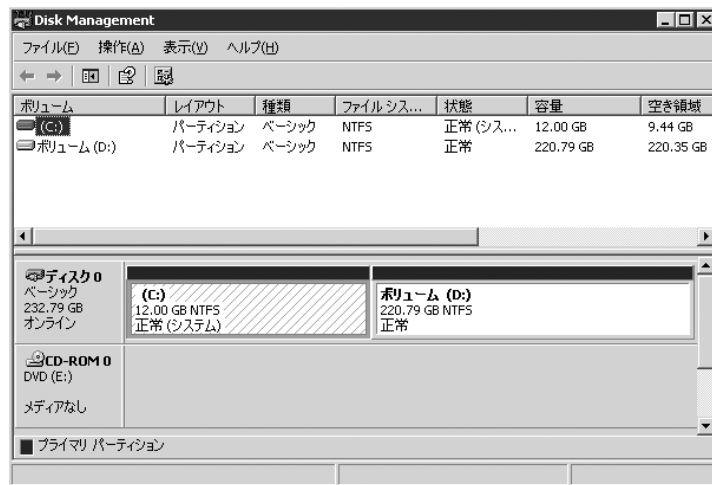 Disk Management
ファイル(F) 操作(A) 表示(V) ヘルプ(H)
ボリューム レイアウト 種類 ファイル シス... 状態 容量 空き領域
(C:) パーティション ベーシック NTFS 正常 (シス... 12.00 GB 9.44 GB
ボリューム (D:) パーティション ベーシック NTFS 正常 220.79 GB 220.35 GB
ディスク 0
ベーシック
232.79 GB
オンライン
(C:)
12.00 GB NTFS
正常 (システム)
ボリューム (D:)
220.79 GB NTFS
正常
CD-ROM 0
DVD (E:)
メディアなし
プライマリ パーティション